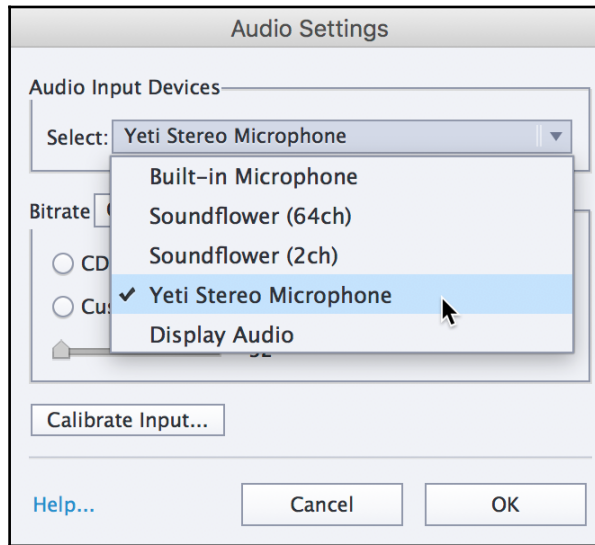 Audio Settings
Audio Input Devices
Select: Yeti Stereo Microphone
Built-in Microphone
Soundflower (64ch)
Bitrate
Soundflower (2ch)
CD
✓ Yeti Stereo Microphone
Display Audio
Calibrate Input...
Help... Cancel OK